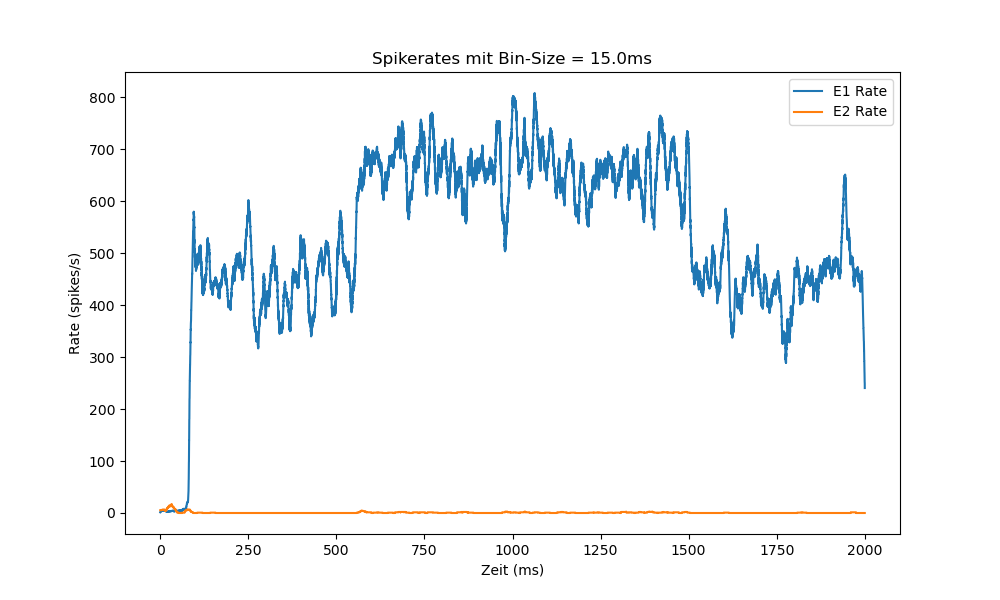 Spikerates mit Bin-Size = 15.0ms
E1 Rate
E2 Rate
800
700
600
500
400
300
200
100
0
Rate (spikes/s)
0 250 500 750 1000 1250 1500 1750 2000
Zeit (ms)